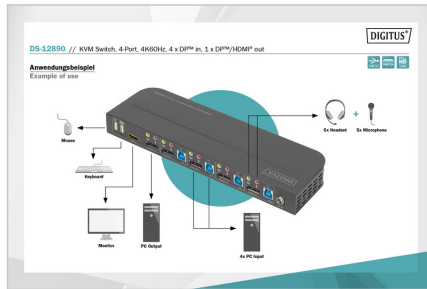 DIGITUS®
DS-12890 // KVM Switch, 4-Port, 4K60Hz, 4 x DP™ in, 1 x DP™/HDMI® out
Anwendungsbeispiel
Example of use
Mouse
Keyboard
Monitor
PC Output
4x PC Input
5x Headset
+
5x Microphone
DIGITUS